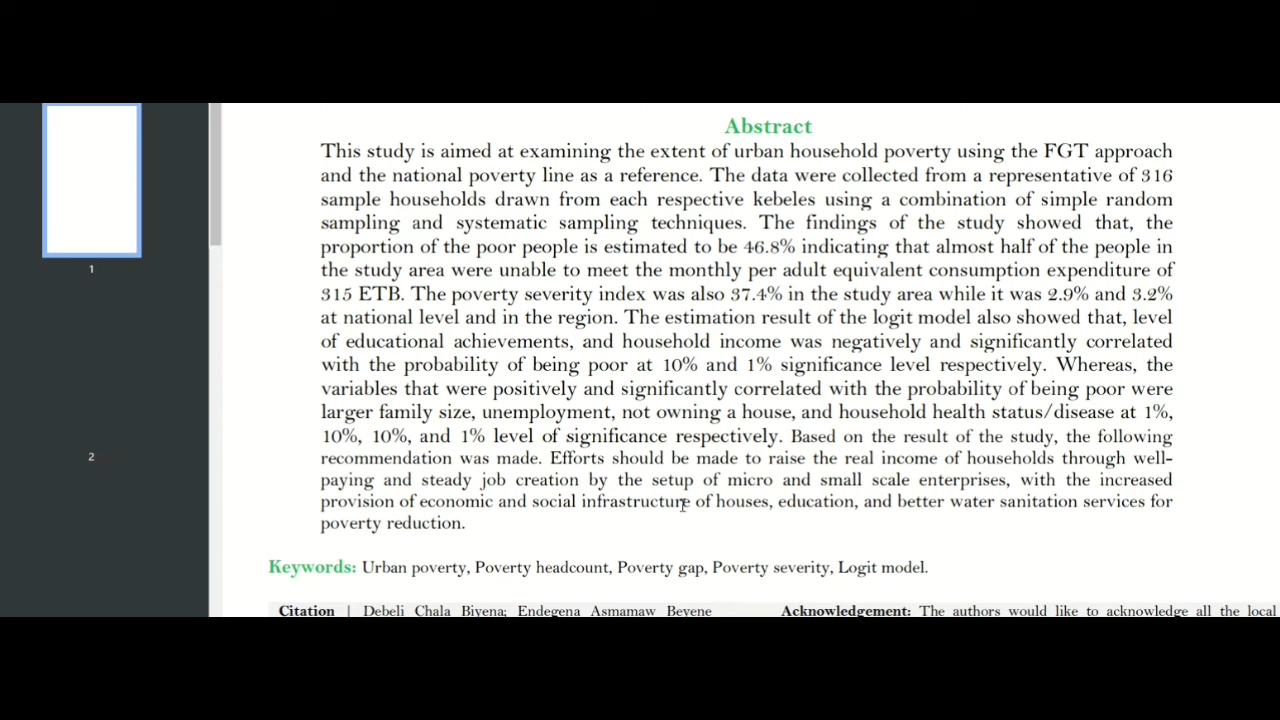 Abstract
This study is aimed at examining the extent of urban household poverty using the FGT approach
and the national poverty line as a reference. The data were collected from a representative of 316
sample households drawn from each respective kebeles using a combination of simple random
sampling and systematic sampling techniques. The findings of the study showed that, the
proportion of the poor people is estimated to be 46.8% indicating that almost half of the people in
the study area were unable to meet the monthly per adult equivalent consumption expenditure of
315 ETB. The poverty severity index was also 37.4% in the study area while it was 2.9% and 3.2%
at national level and in the region. The estimation result of the logit model also showed that, level
of educational achievements, and household income was negatively and significantly correlated
with the probability of being poor at 10% and 1% significance level respectively. Whereas, the
variables that were positively and significantly correlated with the probability of being poor were
larger family size, unemployment, not owning a house, and household health status/disease at 1%,
10%, 10%, and 1% level of significance respectively. Based on the result of the study, the following
recommendation was made. Efforts should be made to raise the real income of households through well-
paying and steady job creation by the setup of micro and small scale enterprises, with the increased
provision of economic and social infrastructure of houses, education, and better water sanitation services for
poverty reduction.
Keywords: Urban poverty, Poverty headcount, Poverty gap, Poverty severity, Logit model.
Citation | Debeli Chala Biyena; Endegena Asmamaw Beyene
Acknowledgement: The authors would like to acknowledge all the local
1
2